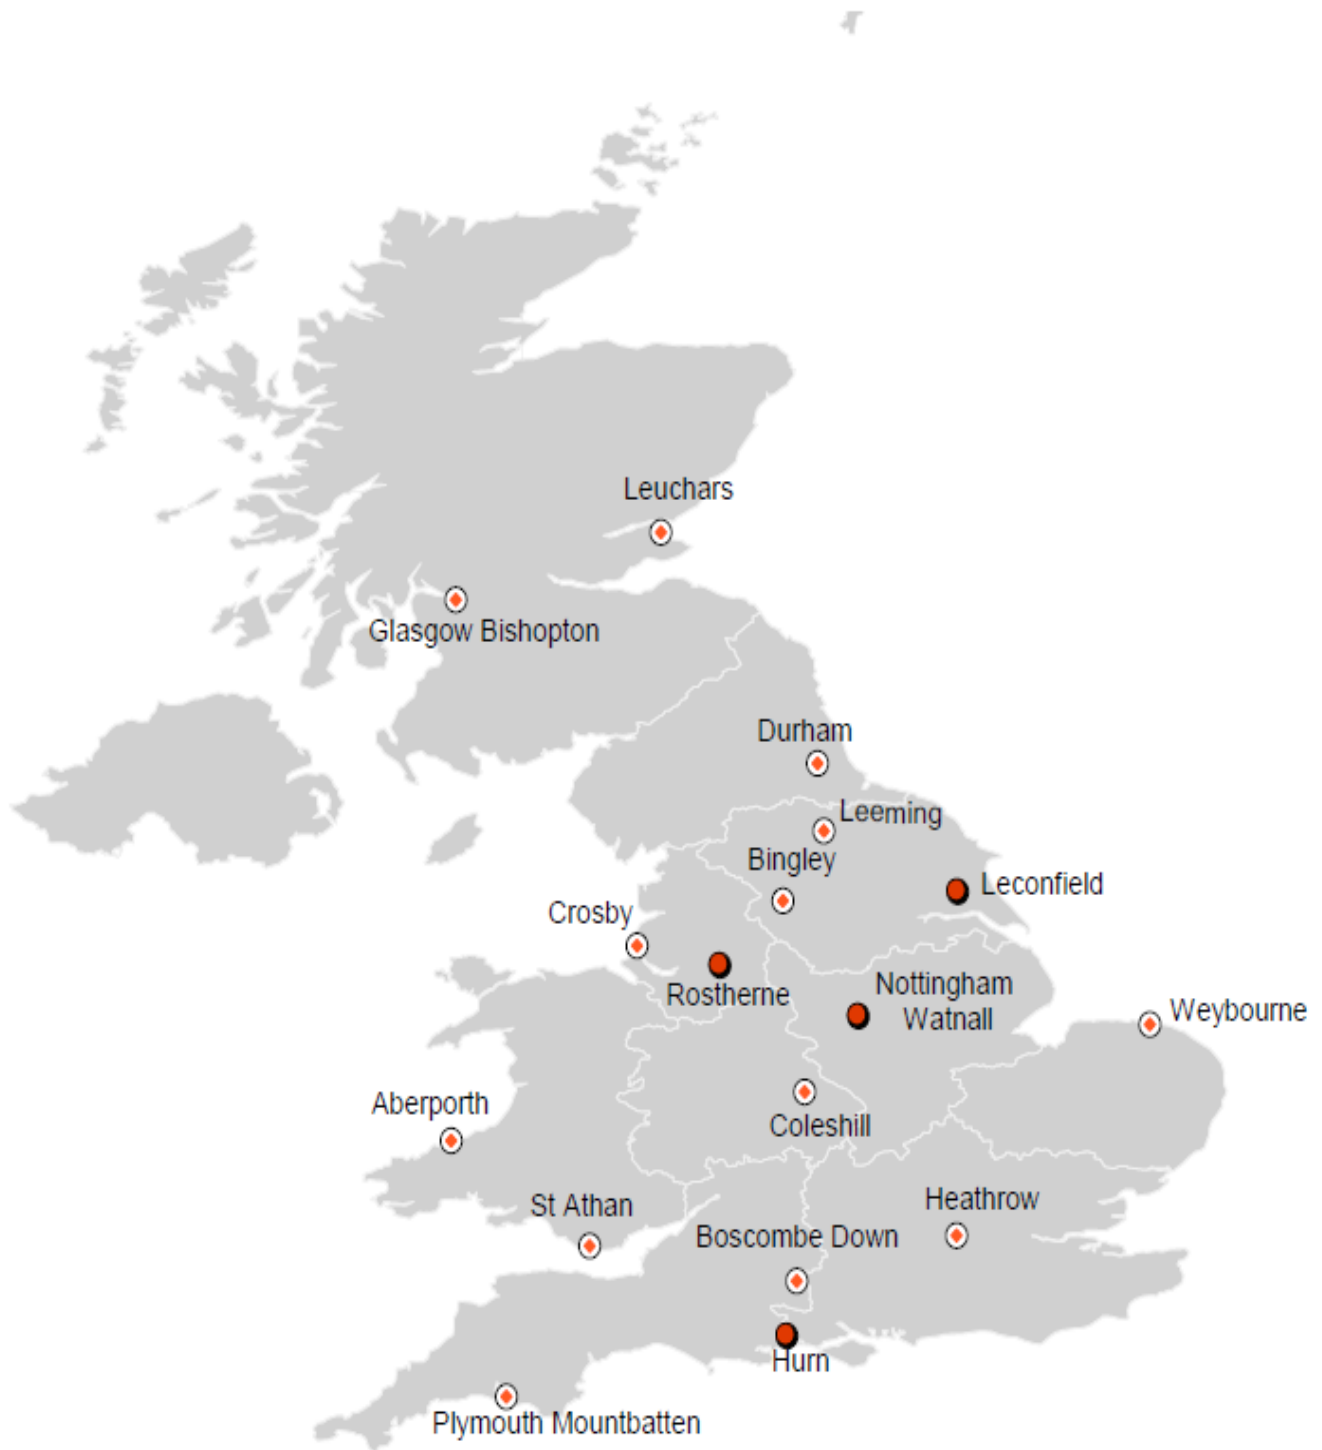 Leuchars
Glasgow Bishopton
Durham
Leeming
Bingley
Leconfield
Crosby
Rostherne
Nottingham
Watnall
Weybourne
Aberporth
Coleshill
St Athan
Heathrow
Boscombe Down
Hurn
Plymouth Mountbatten